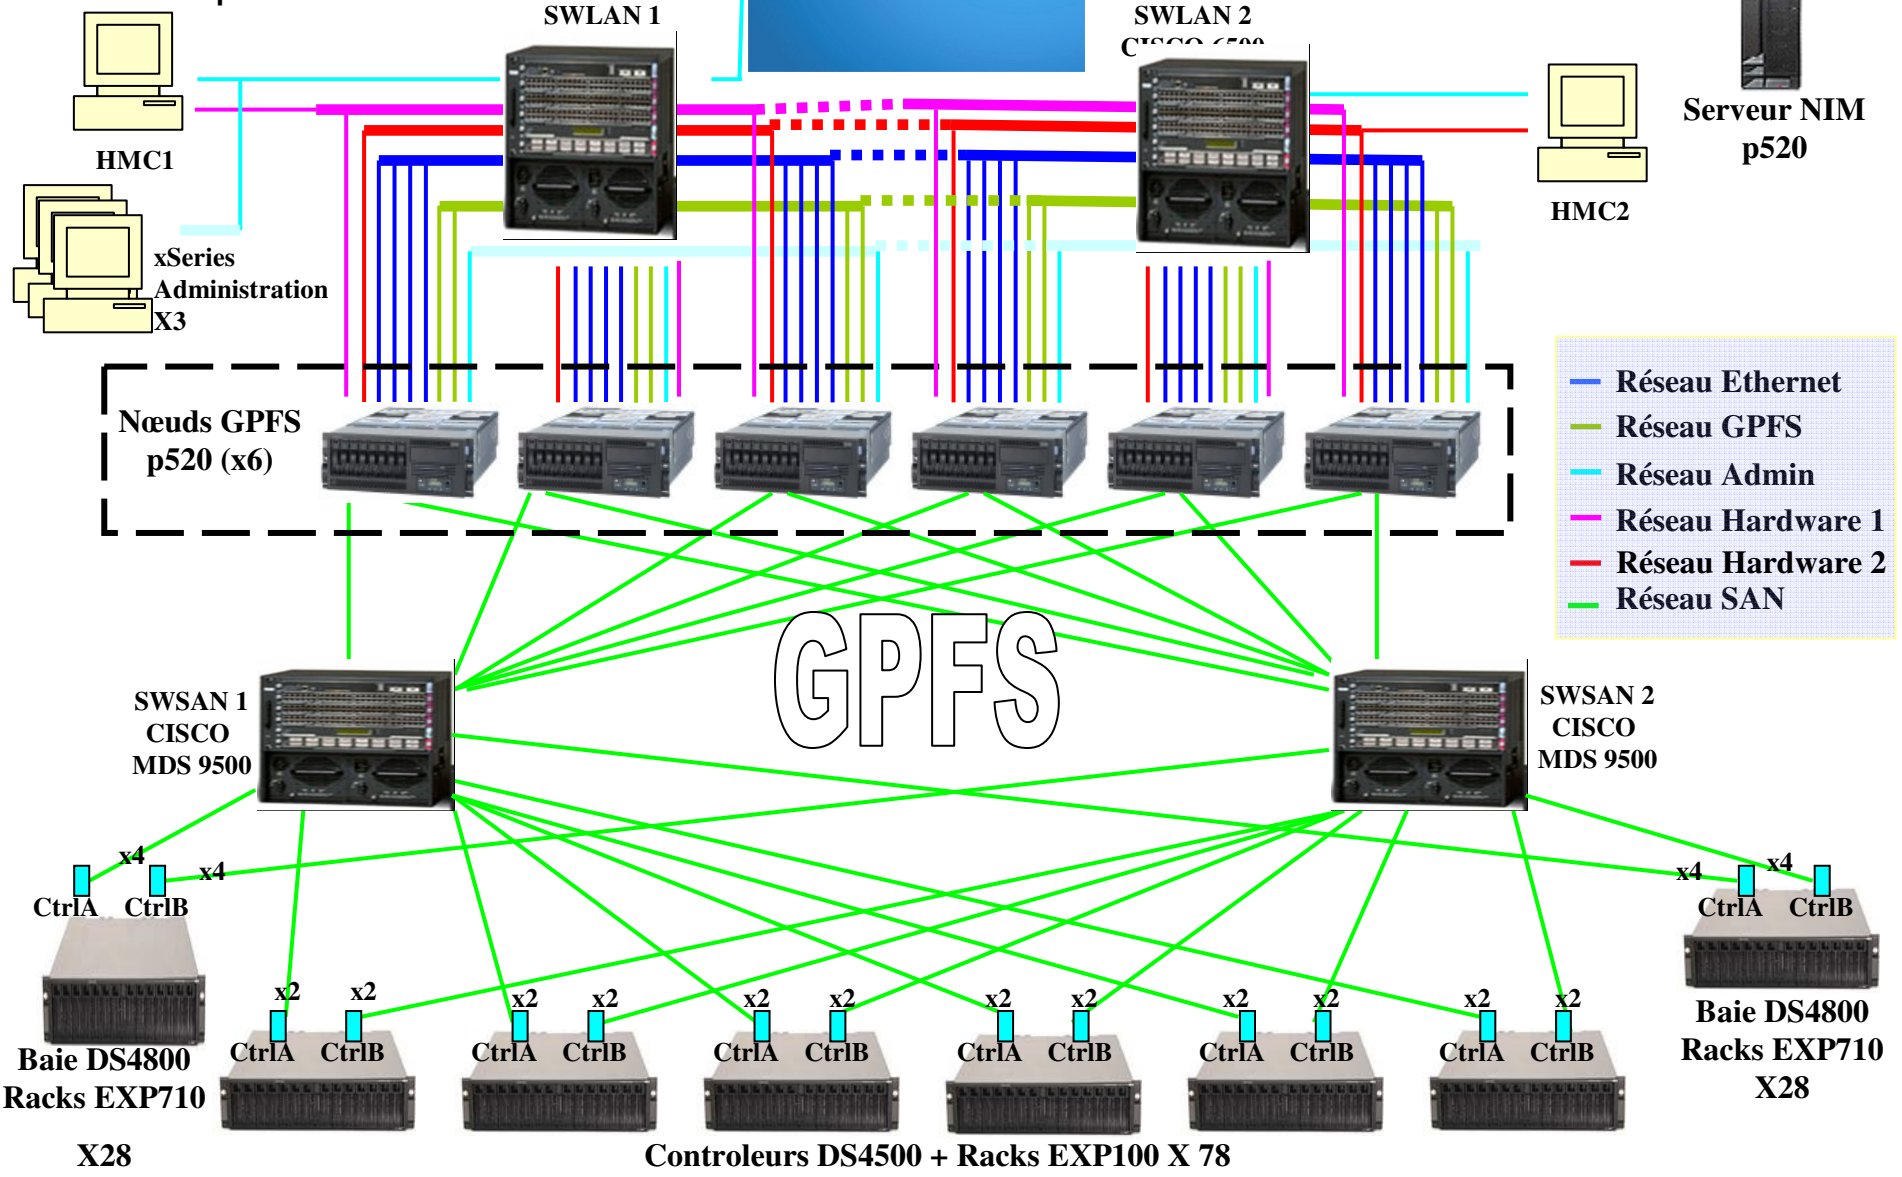 SWLAN 1
SWLAN 2
CISCO 6500
HMC1
Serveur NIM
p520
HMC2
xSeries
Administration
X3
Nœuds GPFS
p520 (x6)
Réseau Ethernet
Réseau GPFS
Réseau Admin
Réseau Hardware 1
Réseau Hardware 2
Réseau SAN
GPFS
SWSAN 1
CISCO
MDS 9500
SWSAN 2
CISCO
MDS 9500
x4
x4
CtrlA
CtrlB
x4
x4
CtrlA
CtrlB
Baie DS4800
Racks EXP710
X28
x2
x2
CtrlA
CtrlB
x2
x2
CtrlA
CtrlB
x2
x2
CtrlA
CtrlB
x2
x2
CtrlA
CtrlB
x2
x2
CtrlA
CtrlB
x2
x2
CtrlA
CtrlB
Baie DS4800
Racks EXP710
X28
Controleurs DS4500 + Racks EXP100 X 78